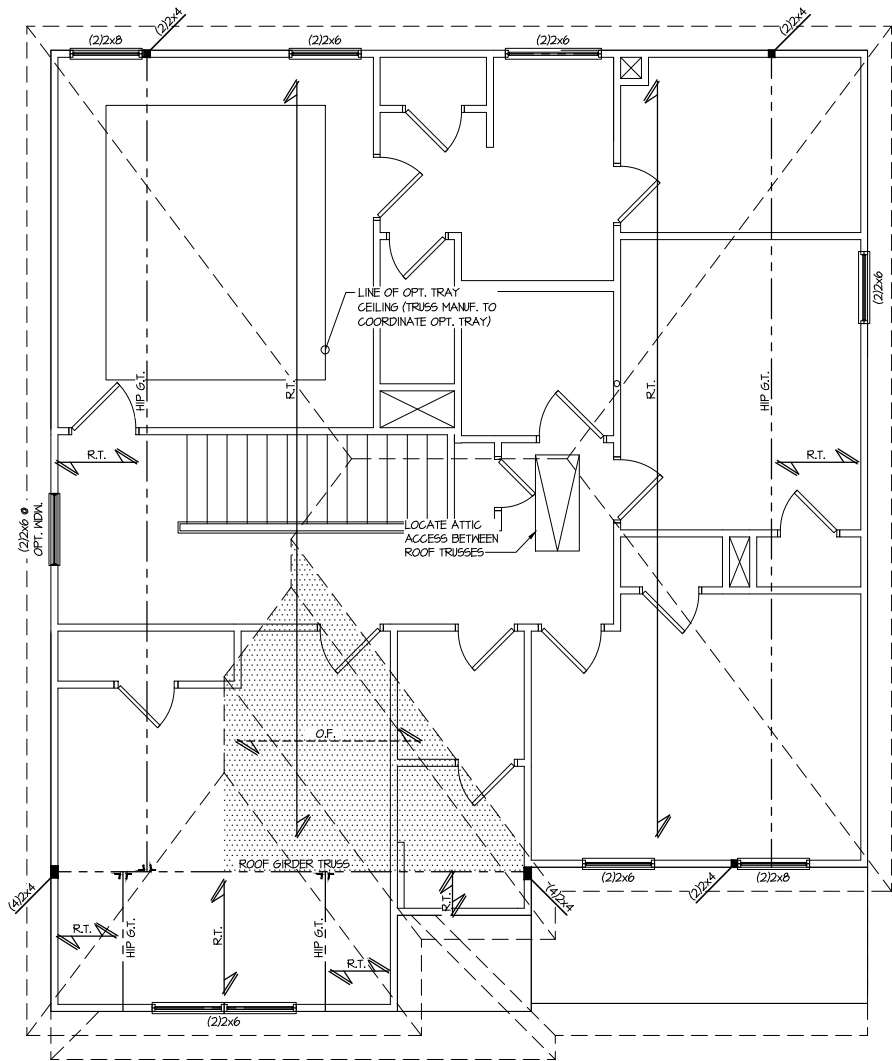 (2)2x4
(2)2x4
(2)2x8
(2)2x6
(2)2x6
(2)2x6
LINE OF OPT. TRAY
CEILING (TRUSS MANUF. TO
COORDINATE OPT. TRAY)
HIP G.T.
R.T.
R.T.
HIP G.T.
R.T.
R.T.
(2)2x6 @
OPT. WDW.
LOCATE ATTIC
ACCESS BETWEEN
ROOF TRUSSES
O.F.
ROOF GIRDER TRUSS
(2)2x6
(2)2x4
(2)2x8
(4)2x4
(4)2x4
R.T.
R.T.
HIP G.T.
R.T.
HIP G.T.
R.T.
(2)2x6